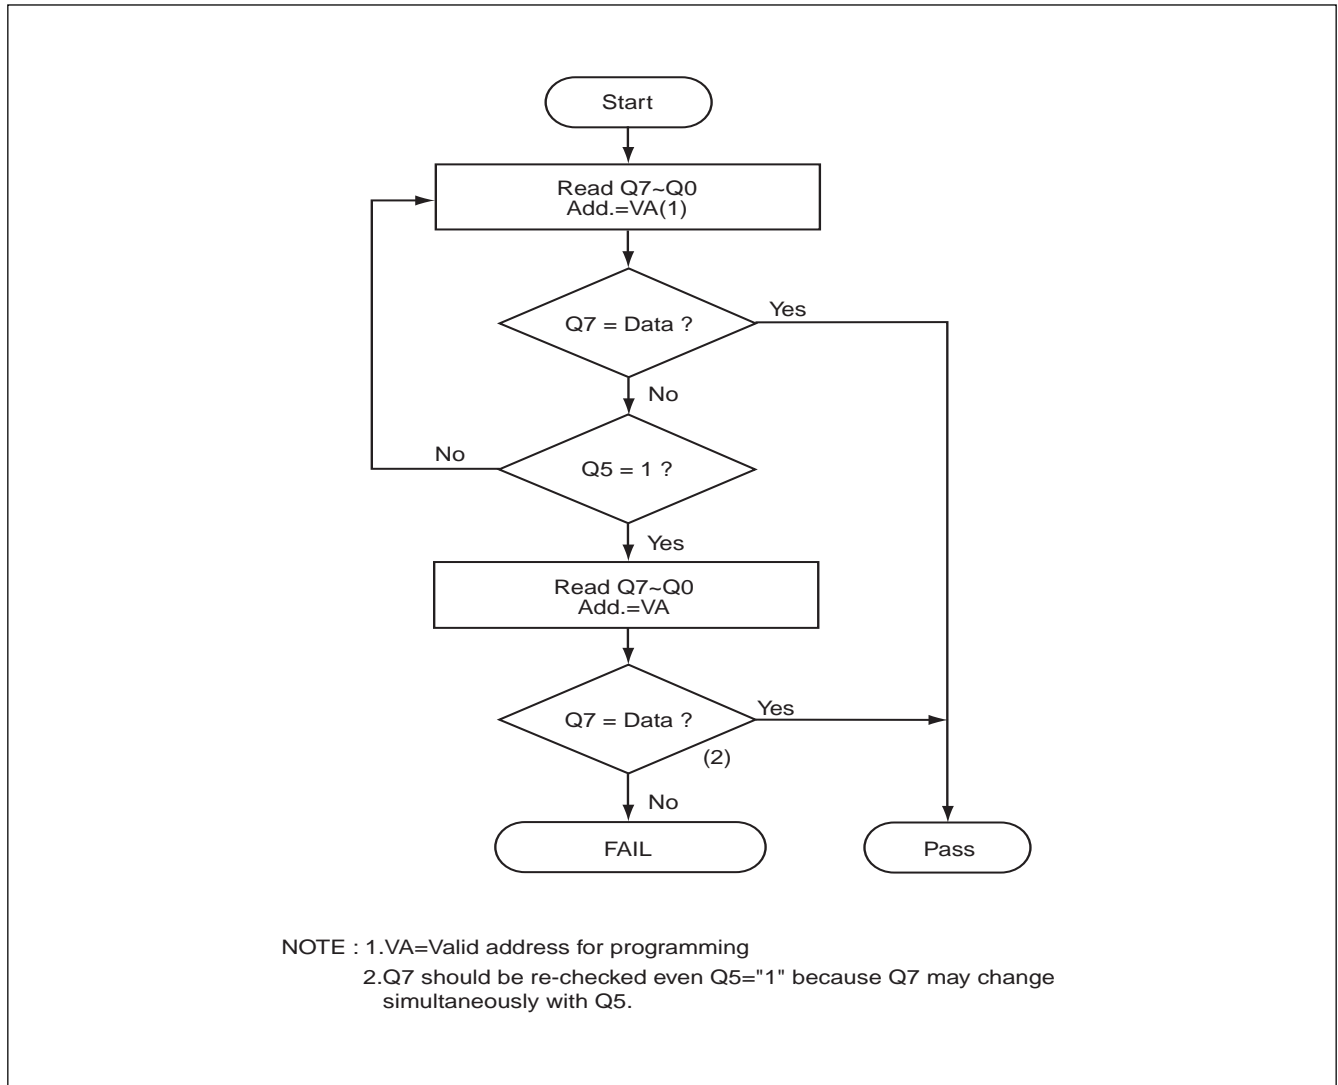 Start
Read Q7~Q0
Add.=VA(1)
Q7 = Data ?
Yes
No
No
Q5 = 1 ?
Yes
Read Q7~Q0
Add.=VA
Q7 = Data ?
Yes
(2)
No
FAIL
Pass
NOTE : 1.VA=Valid address for programming
2.Q7 should be re-checked even Q5="1" because Q7 may change
simultaneously with Q5.